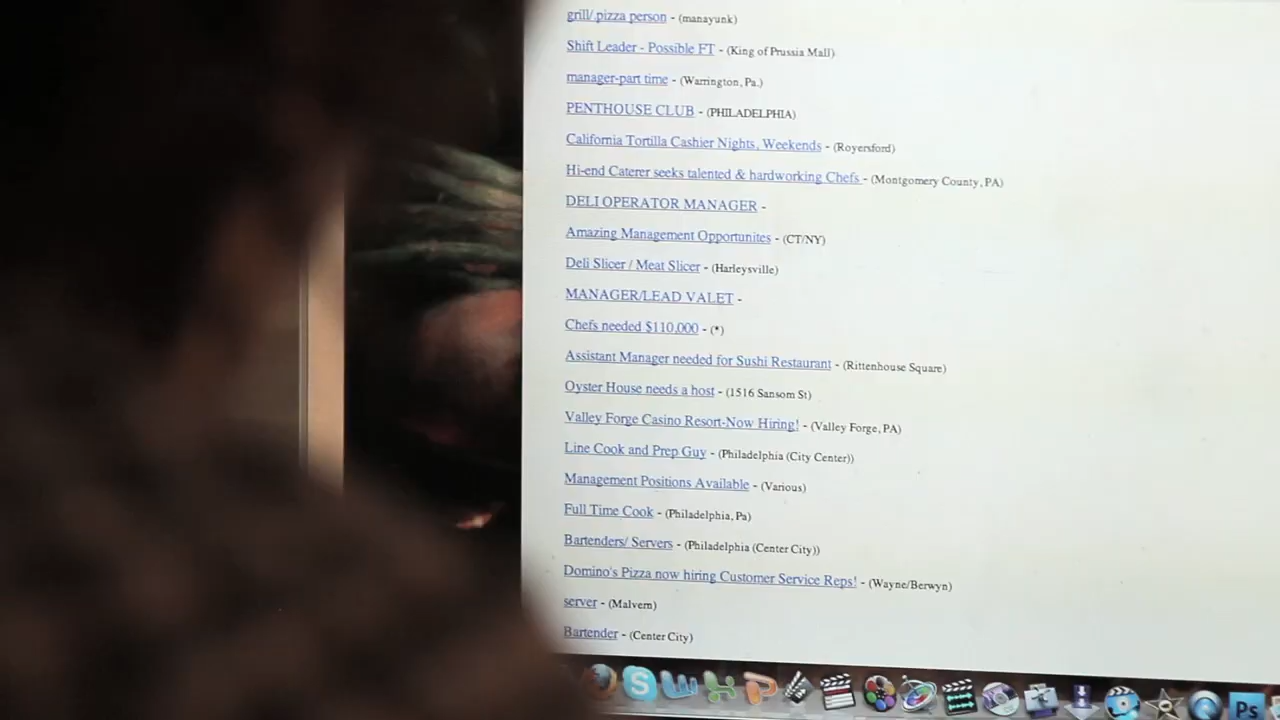 grill/ pizza person - (manayunk)
Shift Leader - Possible FT - (King of Prussia Mall)
manager-part time - (Warrington, Pa.)
PENTHOUSE CLUB - (PHILADELPHIA)
California Tortilla Cashier Nights, Weekends - (Royersford)
Hi-end Caterer seeks talented & hardworking Chefs - (Montgomery County, PA)
DELI OPERATOR MANAGER -
Amazing Management Opportunites - (CT/NY)
Deli Slicer / Meat Slicer - (Harleysville)
MANAGER/LEAD VALET -
Chefs needed $110,000 - (*)
Assistant Manager needed for Sushi Restaurant - (Rittenhouse Square)
Oyster House needs a host - (1516 Sansom St)
Valley Forge Casino Resort-Now Hiring! - (Valley Forge, PA)
Line Cook and Prep Guy - (Philadelphia (City Center))
Management Positions Available - (Various)
Full Time Cook - (Philadelphia, Pa)
Bartenders/ Servers - (Philadelphia (Center City))
Domino's Pizza now hiring Customer Service Reps! - (Wayne/Berwyn)
server - (Malvern)
Bartender - (Center City)
Ps